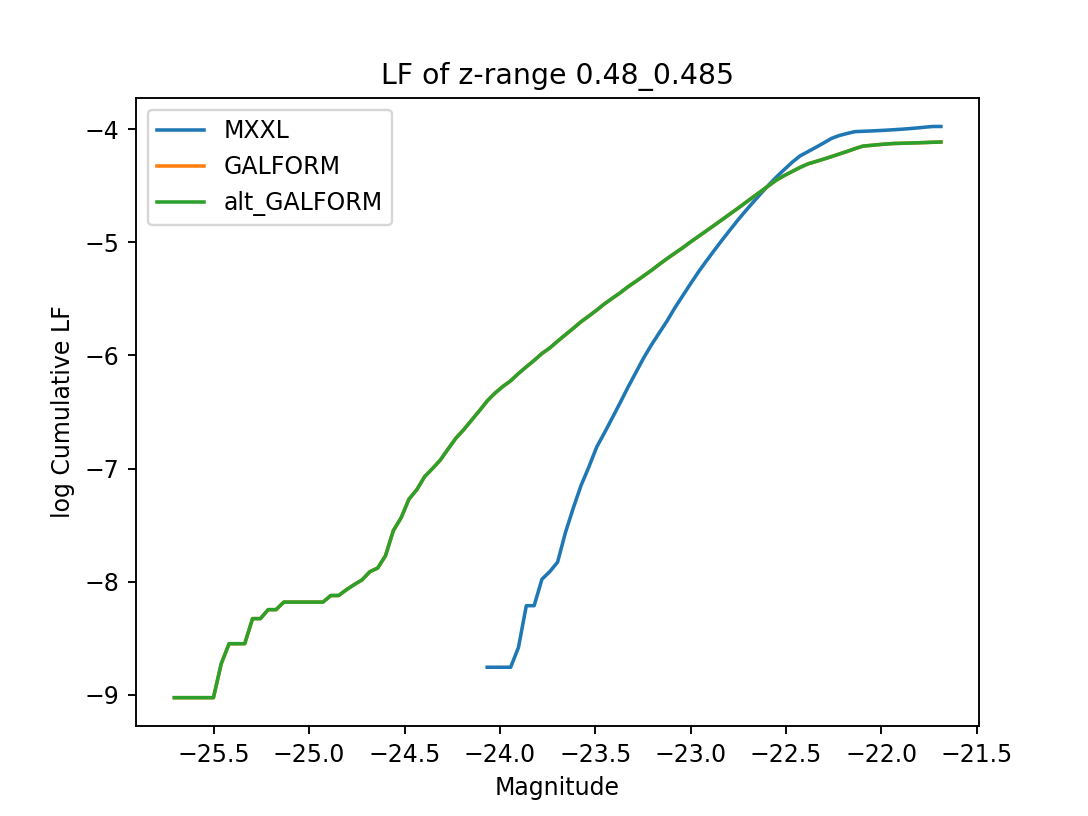 LF of z-range 0.48_0.485
MXXL
GALFORM
alt_GALFORM
−4
−5
−6
−7
−8
−9
log Cumulative LF
−25.5 −25.0 −24.5 −24.0 −23.5 −23.0 −22.5 −22.0 −21.5
Magnitude